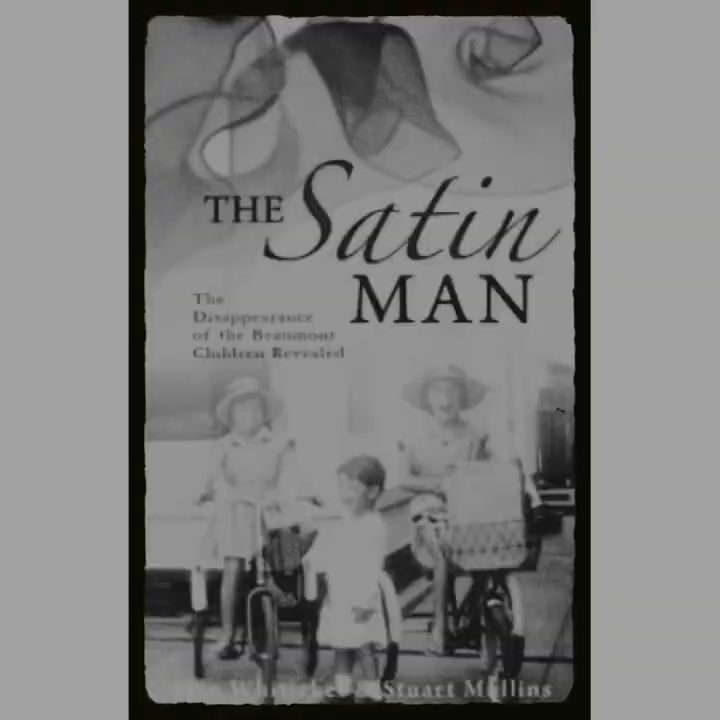 THE Satin
MAN
The
Disappearance
of the Beaumont
Children Revealed
Stuart Mullins